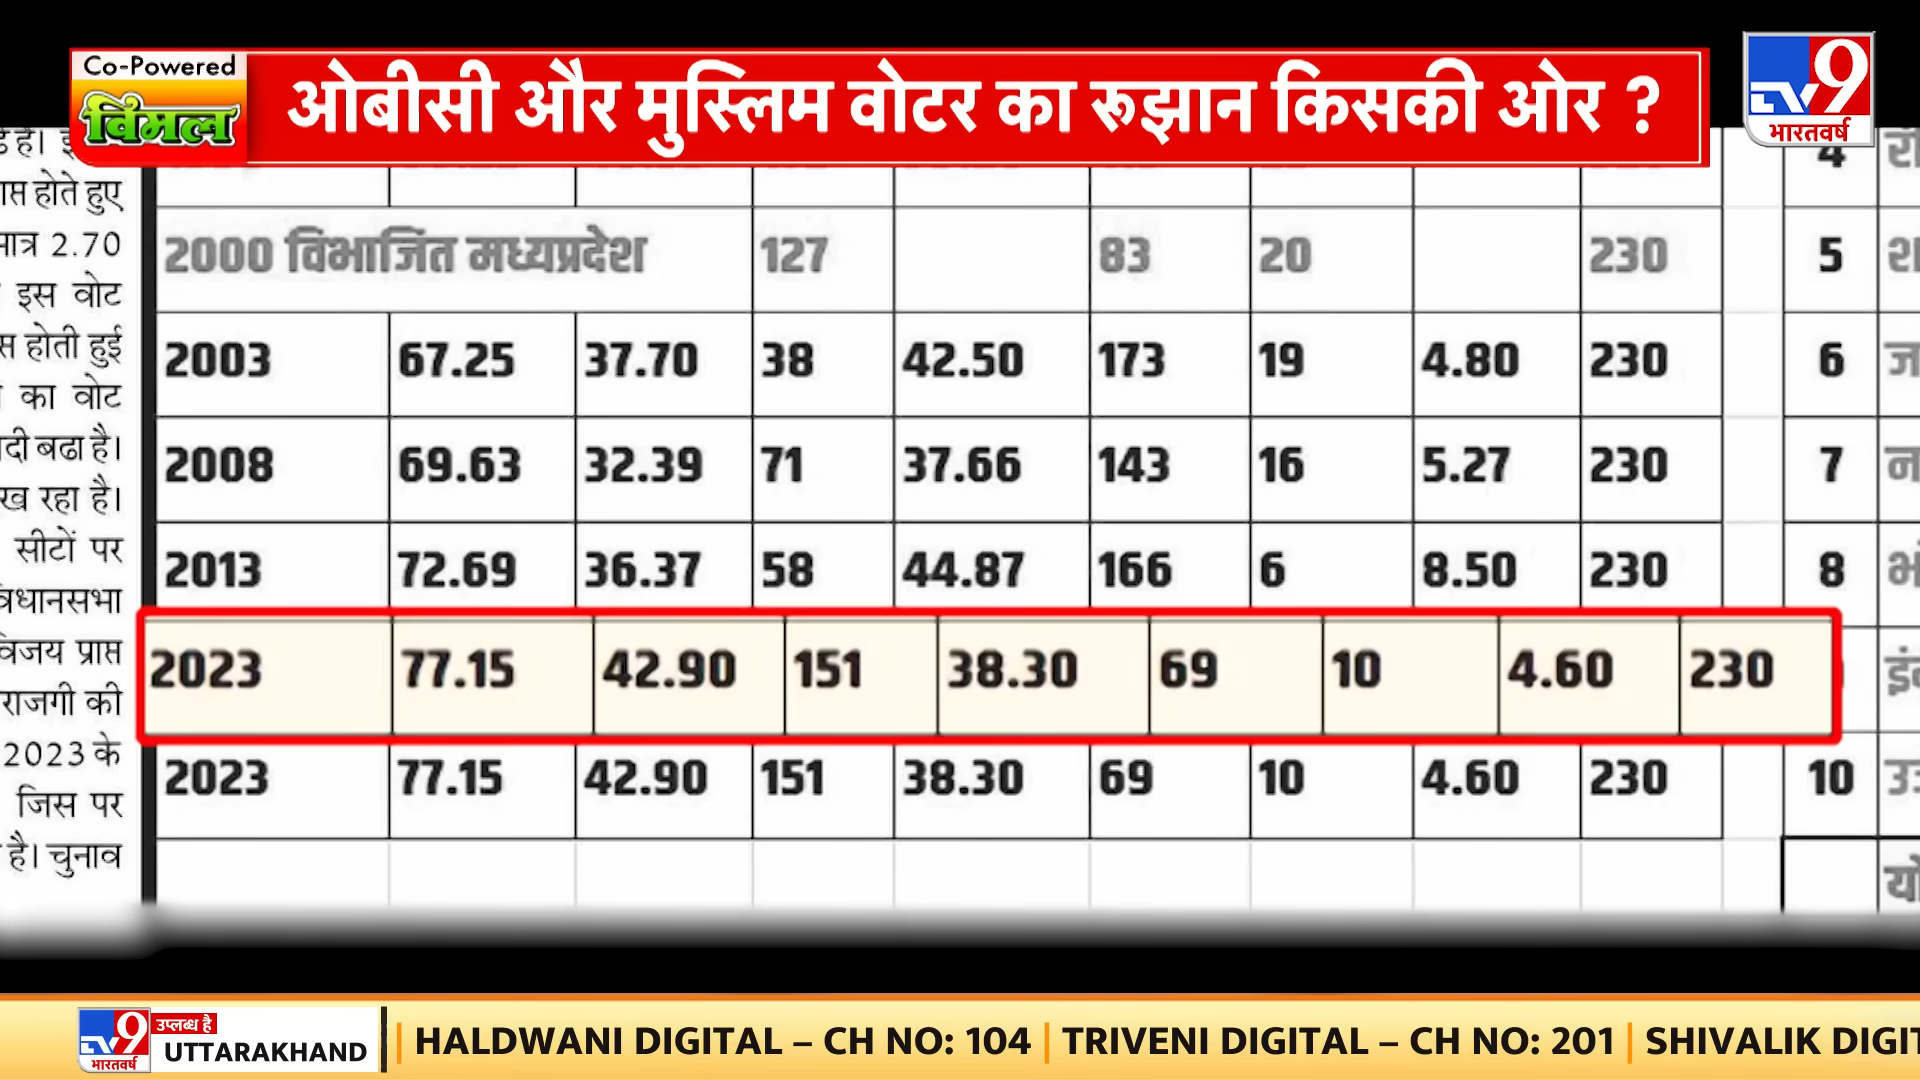 Co-Powered
विमल
ओबीसी और मुस्लिम वोटर का रूझान किसकी ओर ?
TV9
भारतवर्ष
होते हुए
मात्र 2.70
इस वोट
होती हुई
का वोट
बढा है।
रहा है।
सीटों पर
विधानसभा
विजय प्राप्त
की
2023 के
जिस पर
है। चुनाव
2000 विभाजित मध्यप्रदेश 127 83 20 230
2003 67.25 37.70 38 42.50 173 19 4.80 230
2008 69.63 32.39 71 37.66 143 16 5.27 230
2013 72.69 36.37 58 44.87 166 6 8.50 230
2023 77.15 42.90 151 38.30 69 10 4.60 230
2023 77.15 42.90 151 38.30 69 10 4.60 230
4
5
6
7
8
10
TV9
भारतवर्ष
उप्लब्ध है
UTTARAKHAND
HALDWANI DIGITAL – CH NO: 104 | TRIVENI DIGITAL – CH NO: 201 | SHIVALIK